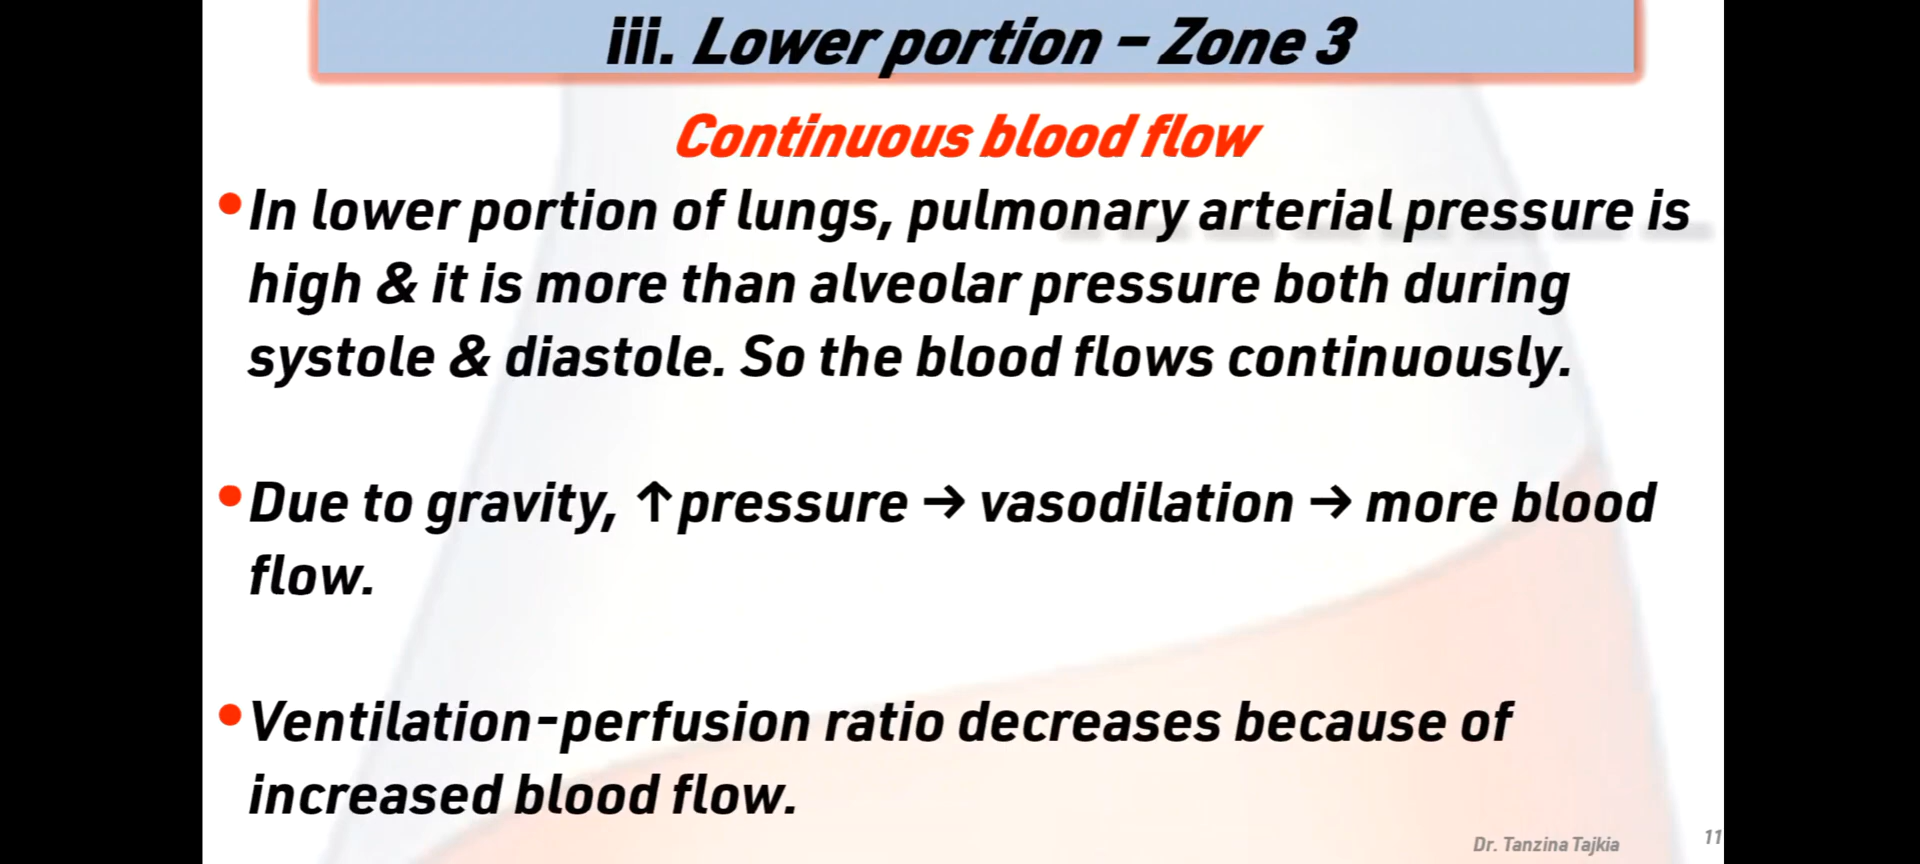 iii. Lower portion – Zone 3
Continuous blood flow
•In lower portion of lungs, pulmonary arterial pressure is
high & it is more than alveolar pressure both during
systole & diastole. So the blood flows continuously.
•Due to gravity, ↑pressure → vasodilation → more blood
flow.
•Ventilation-perfusion ratio decreases because of
increased blood flow.
Dr. Tanzina Tajkia
11